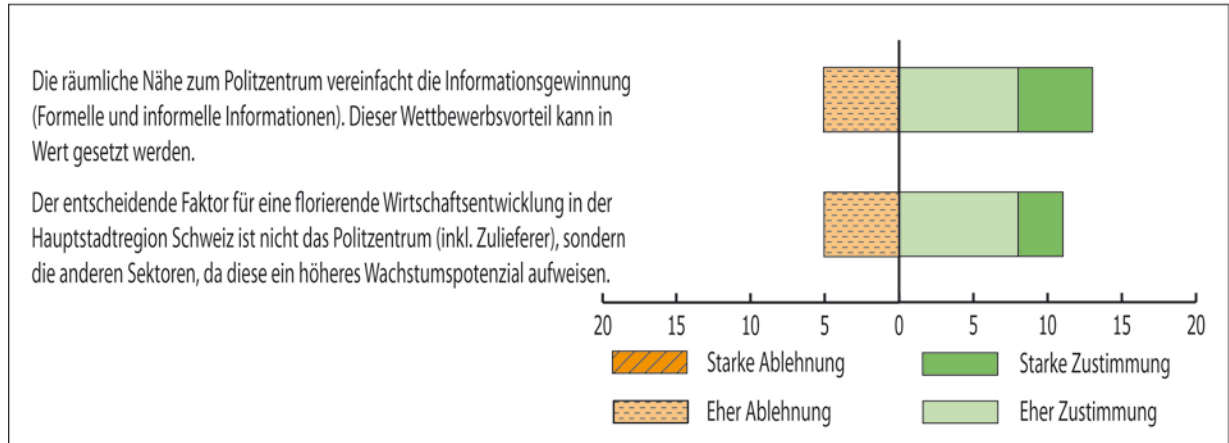 Die räumliche Nähe zum Politzentrum vereinfacht die Informationsgewinnung
(Formelle und informelle Informationen). Dieser Wettbewerbsvorteil kann in
Wert gesetzt werden.
Der entscheidende Faktor für eine florierende Wirtschaftsentwicklung in der
Hauptstadtregion Schweiz ist nicht das Politzentrum (inkl. Zulieferer), sondern
die anderen Sektoren, da diese ein höheres Wachstumspotenzial aufweisen.
20 15 10 5 0 5 10 15 20
Starke Ablehnung Starke Zustimmung
Eher Ablehnung Eher Zustimmung